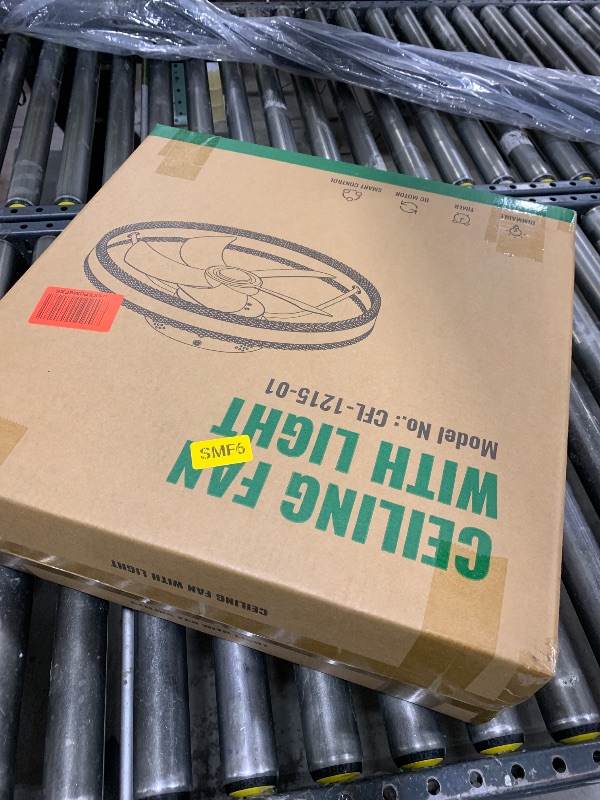 CEILING FAN
WITH LIGHT
Model No.: CFL-1215-01
DIMMABLE
TIMER
DC MOTOR
SMART CONTROL
SMF6
CEILING FAN WITH LIGHT